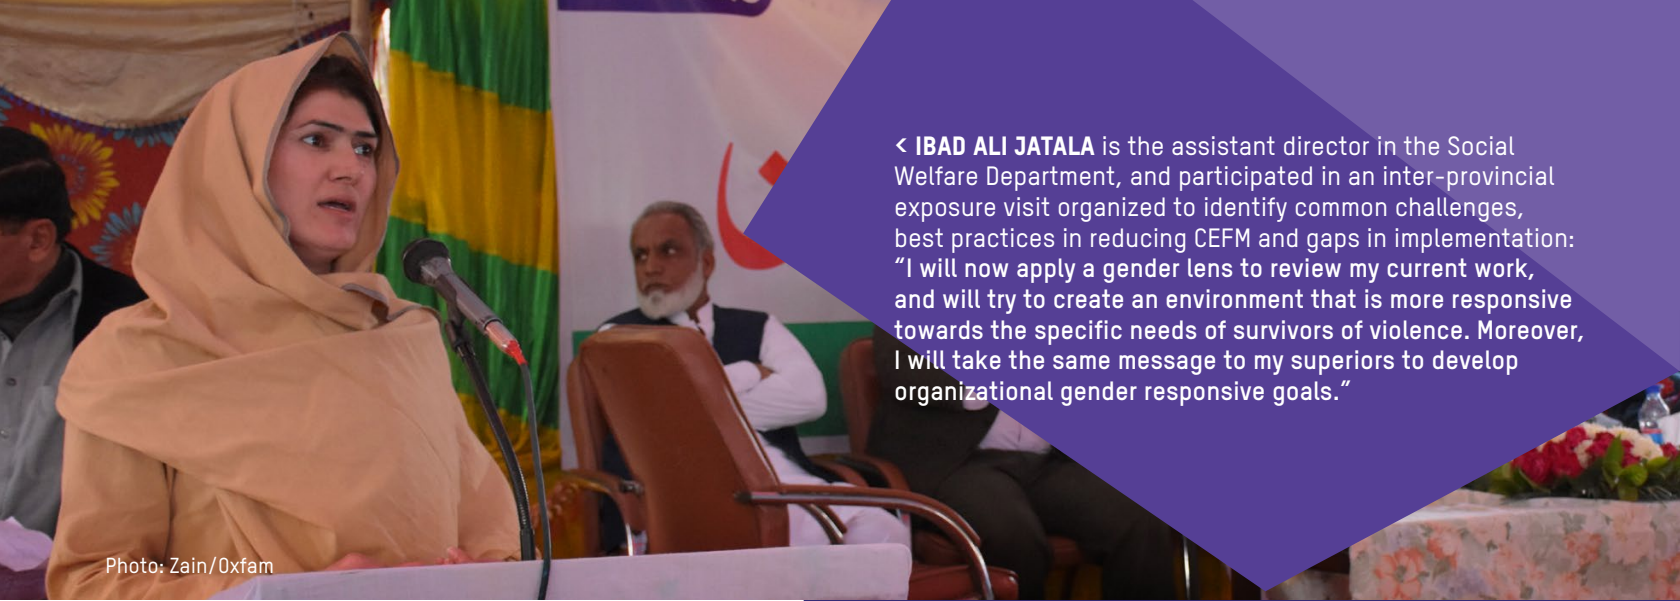 < IBAD ALI JATALA is the assistant director in the Social
Welfare Department, and participated in an inter-provincial
exposure visit organized to identify common challenges,
best practices in reducing CEFM and gaps in implementation:
“I will now apply a gender lens to review my current work,
and will try to create an environment that is more responsive
towards the specific needs of survivors of violence. Moreover,
I will take the same message to my superiors to develop
organizational gender responsive goals.”
Photo: Zain/Oxfam